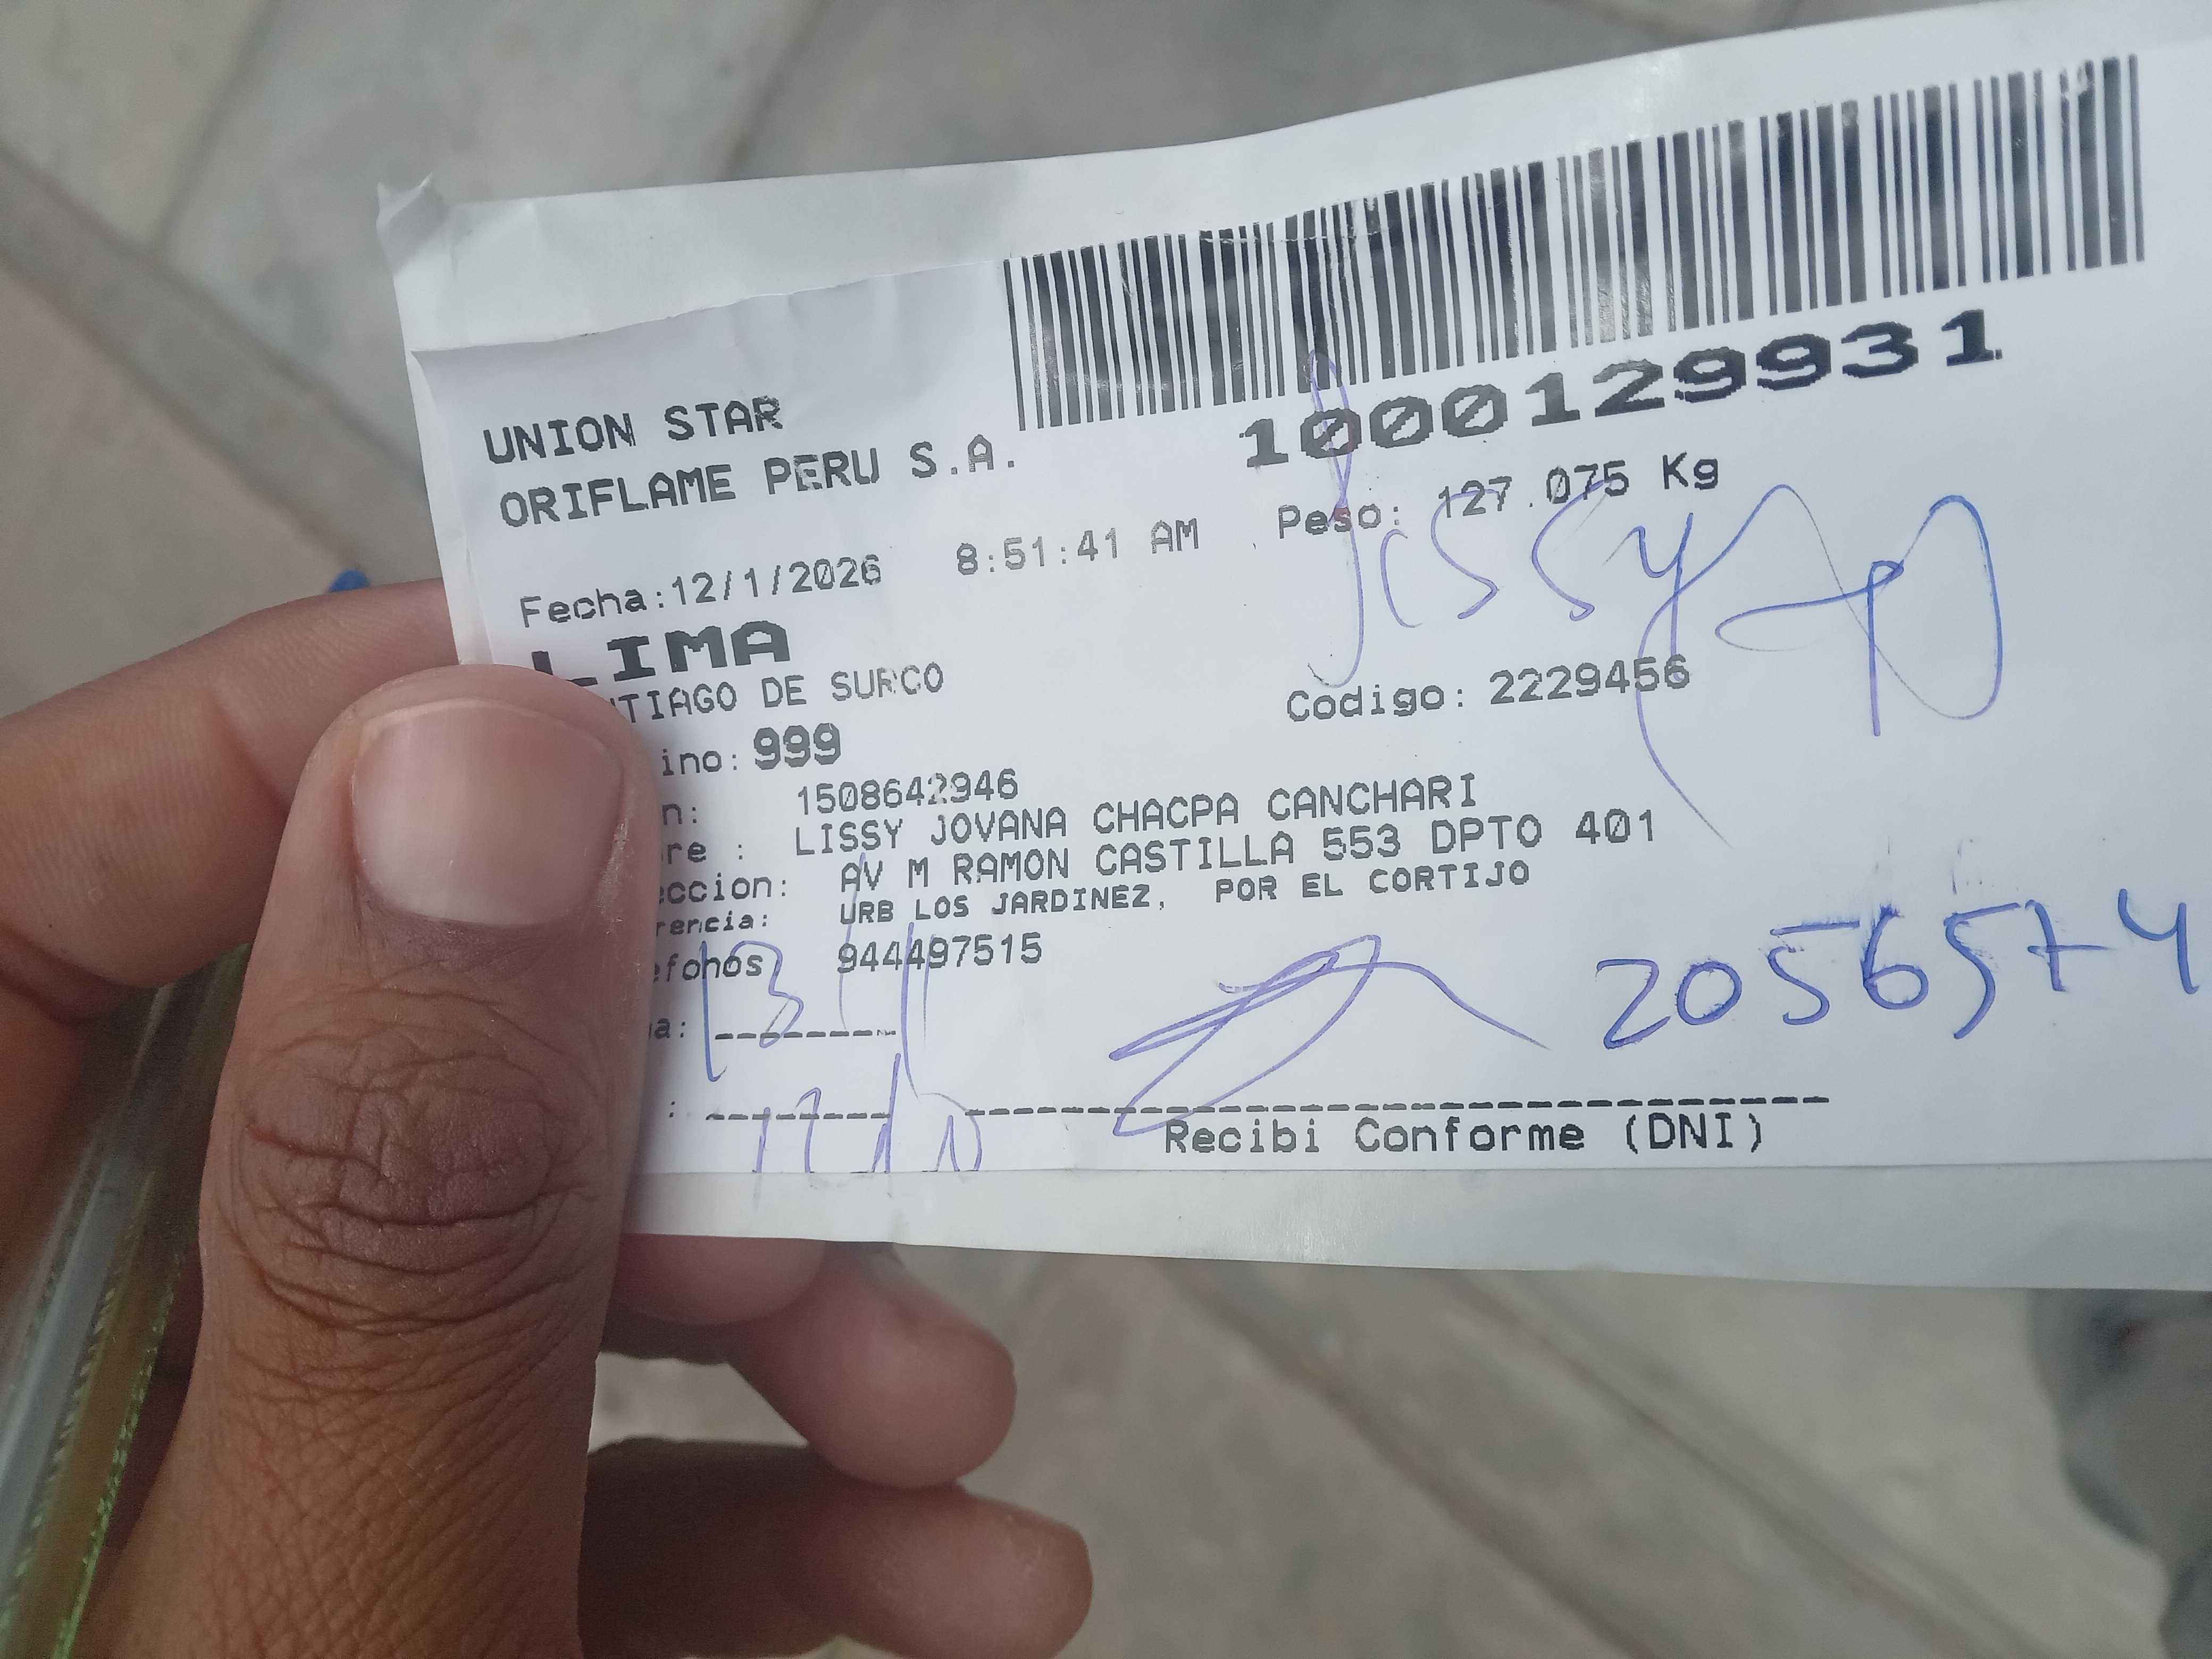 UNION STAR
ORIFLAME PERU S.A.
1000129931
Fecha:12/1/2026 8:51:41 AM Peso: 127.075 Kg
LIMA
TIAGO DE SURCO
Codigo: 2229456
ino: 999
n: 1508642946
re : LISSY JOVANA CHACPA CANCHARI
eccion: AV M RAMON CASTILLA 553 DPTO 401
rencia: URB LOS JARDINEZ, POR EL CORTIJO
efonos 944497515
a:
2056574
:
Recibi Conforme (DNI)